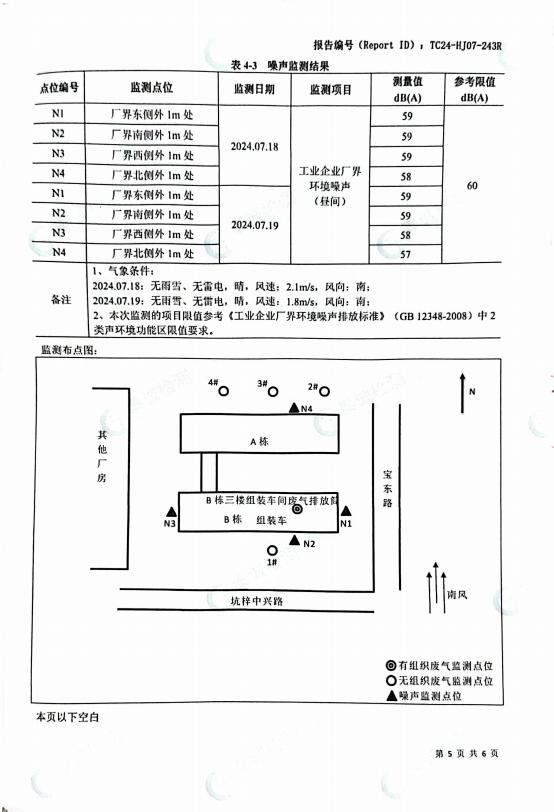 报告编号（Report ID）：TC24-HJ07-243R
表 4-3 噪声监测结果
点位编号 监测点位 监测日期 监测项目 测量值 dB(A) 参考限值 dB(A)
N1 厂界东侧外 1m 处 2024.07.18 工业企业厂界环境噪声（昼间） 59 60
N2 厂界南侧外 1m 处 59
N3 厂界西侧外 1m 处 59
N4 厂界北侧外 1m 处 58
N1 厂界东侧外 1m 处 2024.07.19 59
N2 厂界南侧外 1m 处 59
N3 厂界西侧外 1m 处 58
N4 厂界北侧外 1m 处 57
备注
1、气象条件：
2024.07.18：无雨雪、无雷电，晴，风速：2.1m/s，风向：南；
2024.07.19：无雨雪、无雷电，晴，风速：1.8m/s，风向：南；
2、本次监测的项目限值参考《工业企业厂界环境噪声排放标准》（GB 12348-2008）中 2
类声环境功能区限值要求。
监测布点图：
4# 3# 2#
N
N4
其他厂房
A 栋
宝东路
B 栋三楼组装车间废气排放筒
B 栋 组装车
N3
N1
N2
1#
南风
坑梓中兴路
有组织废气监测点位
无组织废气监测点位
噪声监测点位
本页以下空白
第 5 页 共 6 页